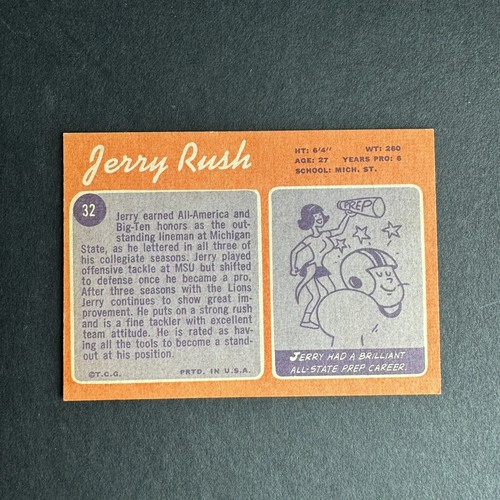 Jerry Rush
HT: 6'4" WT: 260
AGE: 27 YEARS PRO: 6
SCHOOL: MICH. ST.
32
Jerry earned All-America and
Big-Ten honors as the out-
standing lineman at Michigan
State, as he lettered in all three of
his collegiate seasons. Jerry played
offensive tackle at MSU but shifted
to defense once he became a pro.
After three seasons with the Lions
Jerry continues to show great im-
provement. He puts on a strong rush
and is a fine tackler with excellent
team attitude. He is rated as hav-
ing all the tools to become a stand-
out at his position.
©T.C.G. PRTD. IN U.S.A.
PREP
JERRY HAD A BRILLIANT
ALL-STATE PREP CAREER.